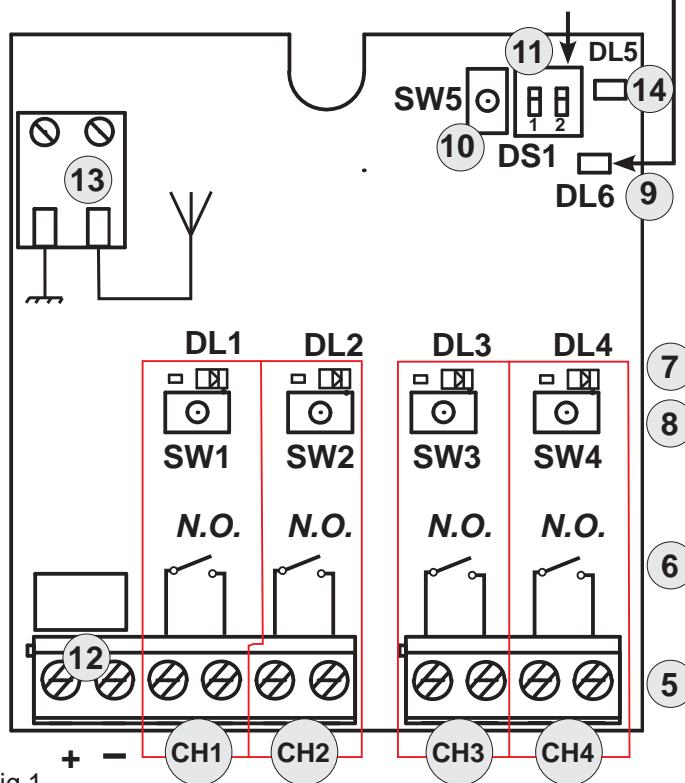 11 DL5
SW5 14
1 2
10 DS1
13 DL6 9
DL1 DL2 DL3 DL4 7
8
SW1 SW2 SW3 SW4
N.O. N.O. N.O. N.O.
6
12 5
+ – CH1 CH2 CH3 CH4